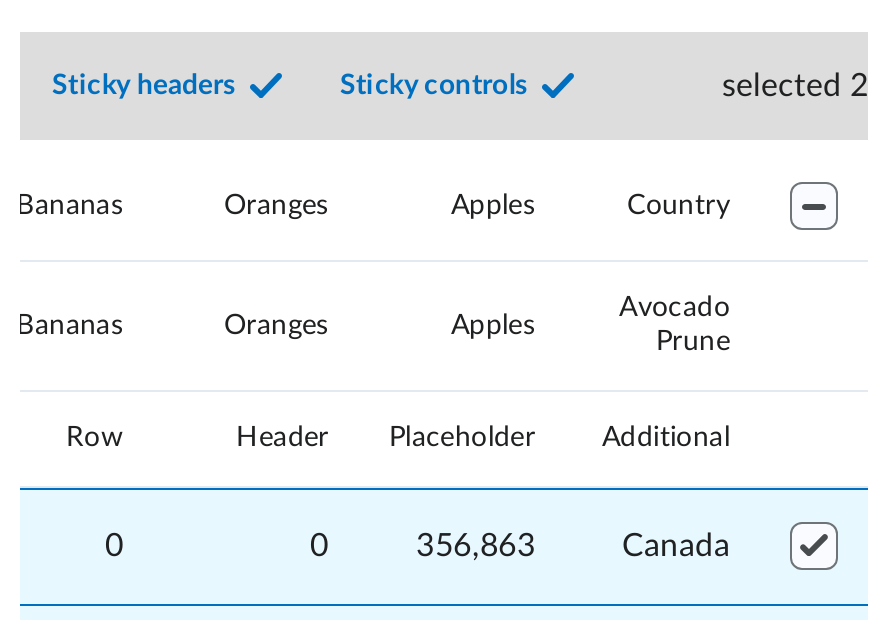 Sticky headers Sticky controls selected 2
Bananas Oranges Apples Country
Bananas Oranges Apples Avocado Prune
Row Header Placeholder Additional
0 0 356,863 Canada